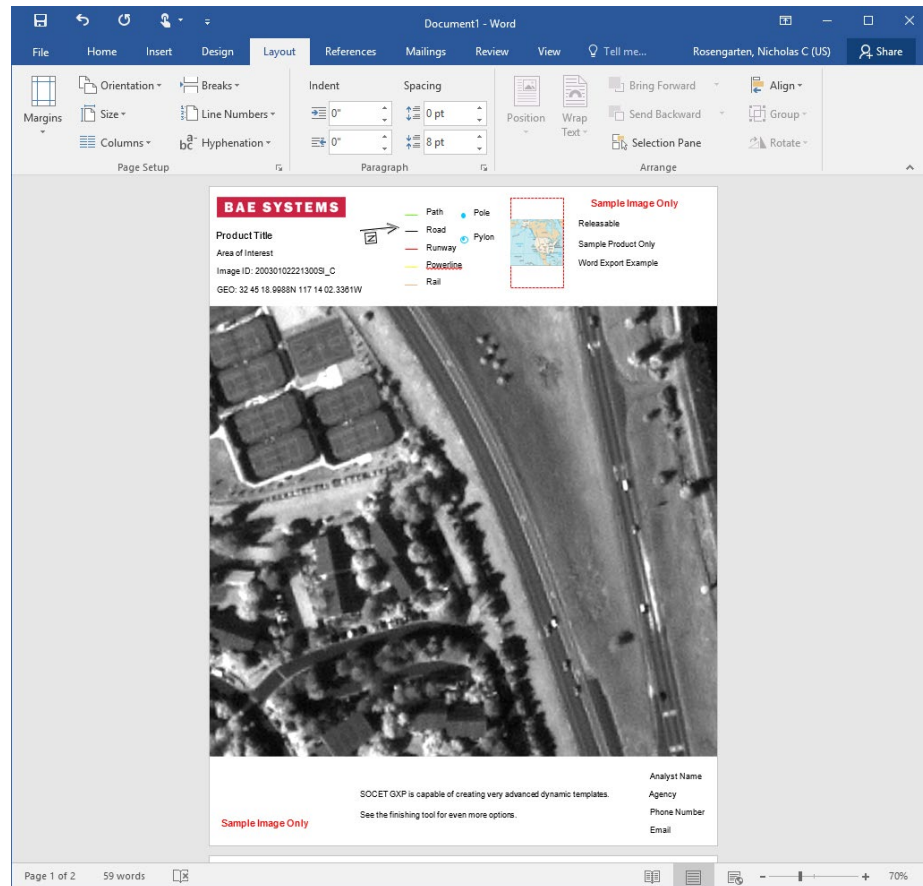 Document1 - Word
File Home Insert Design Layout References Mailings Review View Tell me... Rosengarten, Nicholas C (US) Share
Margins
Orientation
Size
Columns
Breaks
Line Numbers
Hyphenation
Page Setup
Indent
0"
0"
Spacing
0 pt
8 pt
Paragraph
Position
Wrap Text
Bring Forward
Send Backward
Selection Pane
Align
Group
Rotate
Arrange
BAE SYSTEMS
Product Title
Area of Interest
Image ID: 20030102221300SI_C
GEO: 32 45 18.9988N 117 14 02.3361W
N
Path
Road
Runway
Powerline
Rail
Pole
Pylon
Sample Image Only
Releasable
Sample Product Only
Word Export Example
SOCET GXP is capable of creating very advanced dynamic templates.
See the finishing tool for even more options.
Sample Image Only
Analyst Name
Agency
Phone Number
Email
Page 1 of 2 59 words 70%